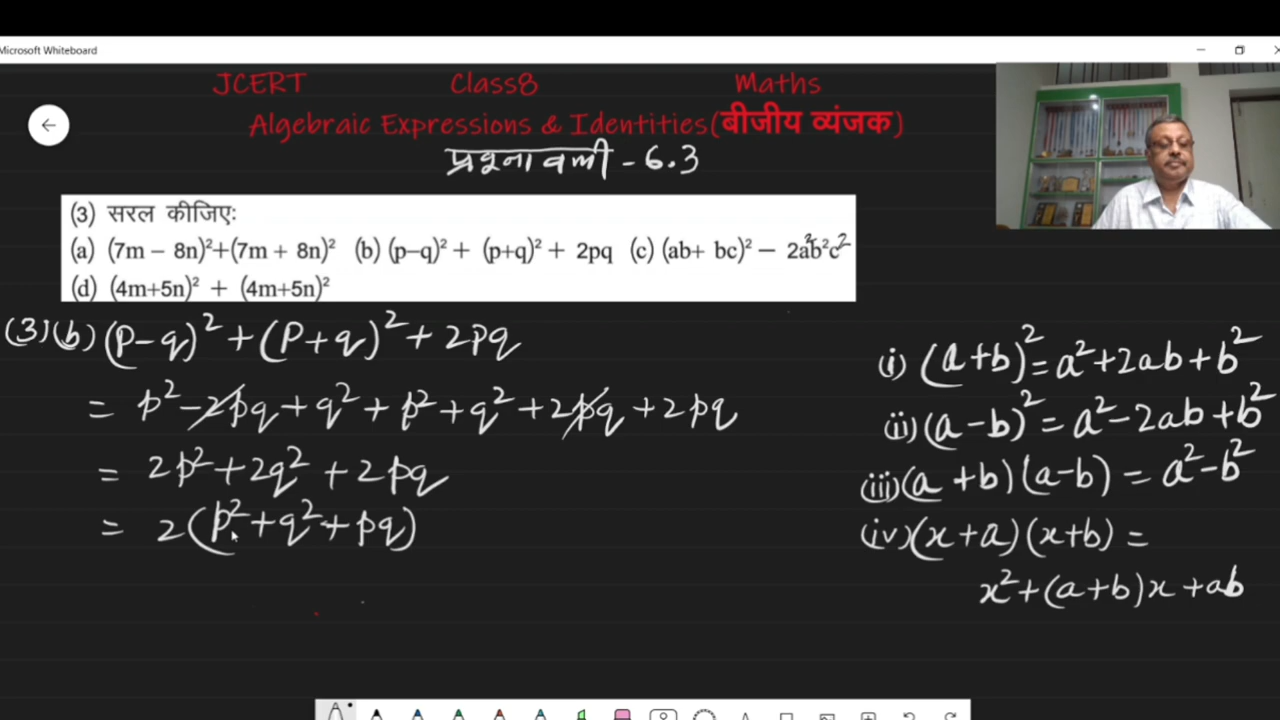 Microsoft Whiteboard
JCERT Class8 Maths
Algebraic Expressions & Identities(बीजीय व्यंजक)
प्रश्नावली - 6.3
(3) सरल कीजिएः
(a) (7m − 8n)²+(7m + 8n)² (b) (p−q)² + (p+q)² + 2pq (c) (ab+ bc)² − 2a²b²c²
(d) (4m+5n)² + (4m+5n)²
(3)(b) (p-q)² + (p+q)² + 2pq
= p² - 2pq + q² + p² + q² + 2pq + 2pq
= 2p² + 2q² + 2pq
= 2(p² + q² + pq)
(i) (a+b)² = a² + 2ab + b²
(ii) (a-b)² = a² - 2ab + b²
(iii) (a+b)(a-b) = a² - b²
(iv) (x+a)(x+b) =
x² + (a+b)x + ab